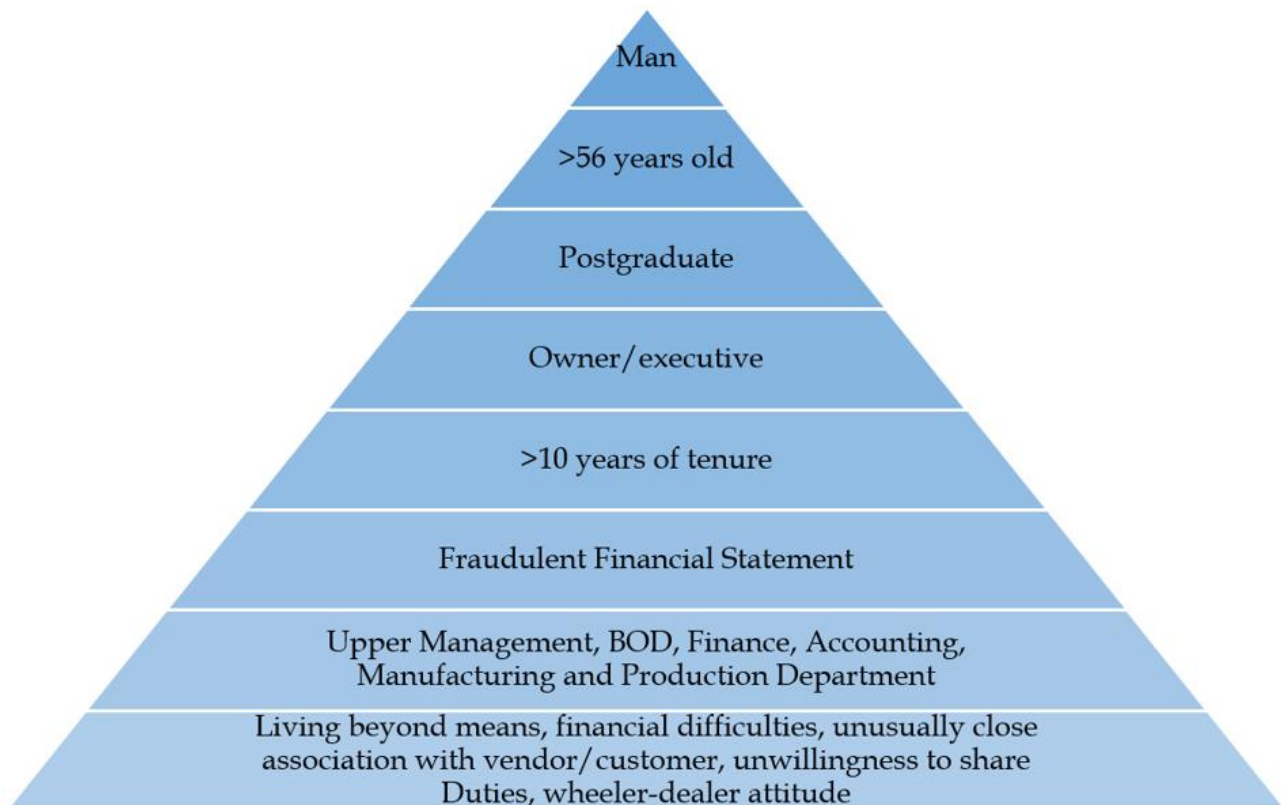 Man
>56 years old
Postgraduate
Owner/executive
>10 years of tenure
Fraudulent Financial Statement
Upper Management, BOD, Finance, Accounting,
Manufacturing and Production Department
Living beyond means, financial difficulties, unusually close
association with vendor/customer, unwillingness to share
Duties, wheeler-dealer attitude